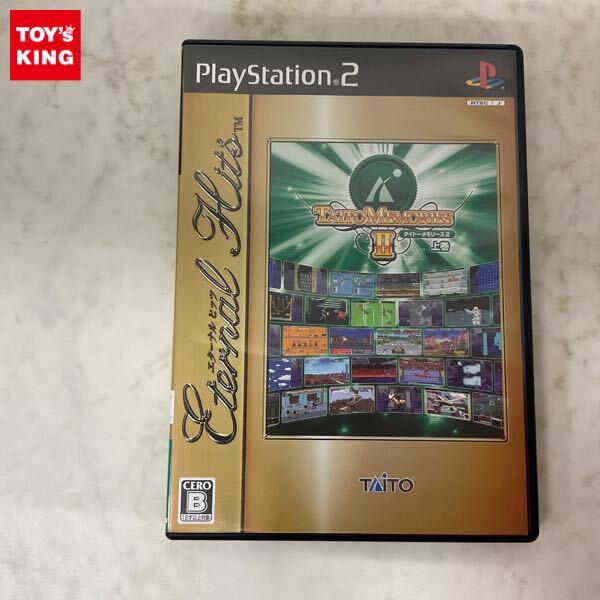 TOY's
KING
PlayStation®2
NTSC J
Eternal Hits™
エターナル ヒッツ
TAITO MEMORIES
II
タイトーメモリーズ2
上巻
TAITO
CERO
B
12才以上対象